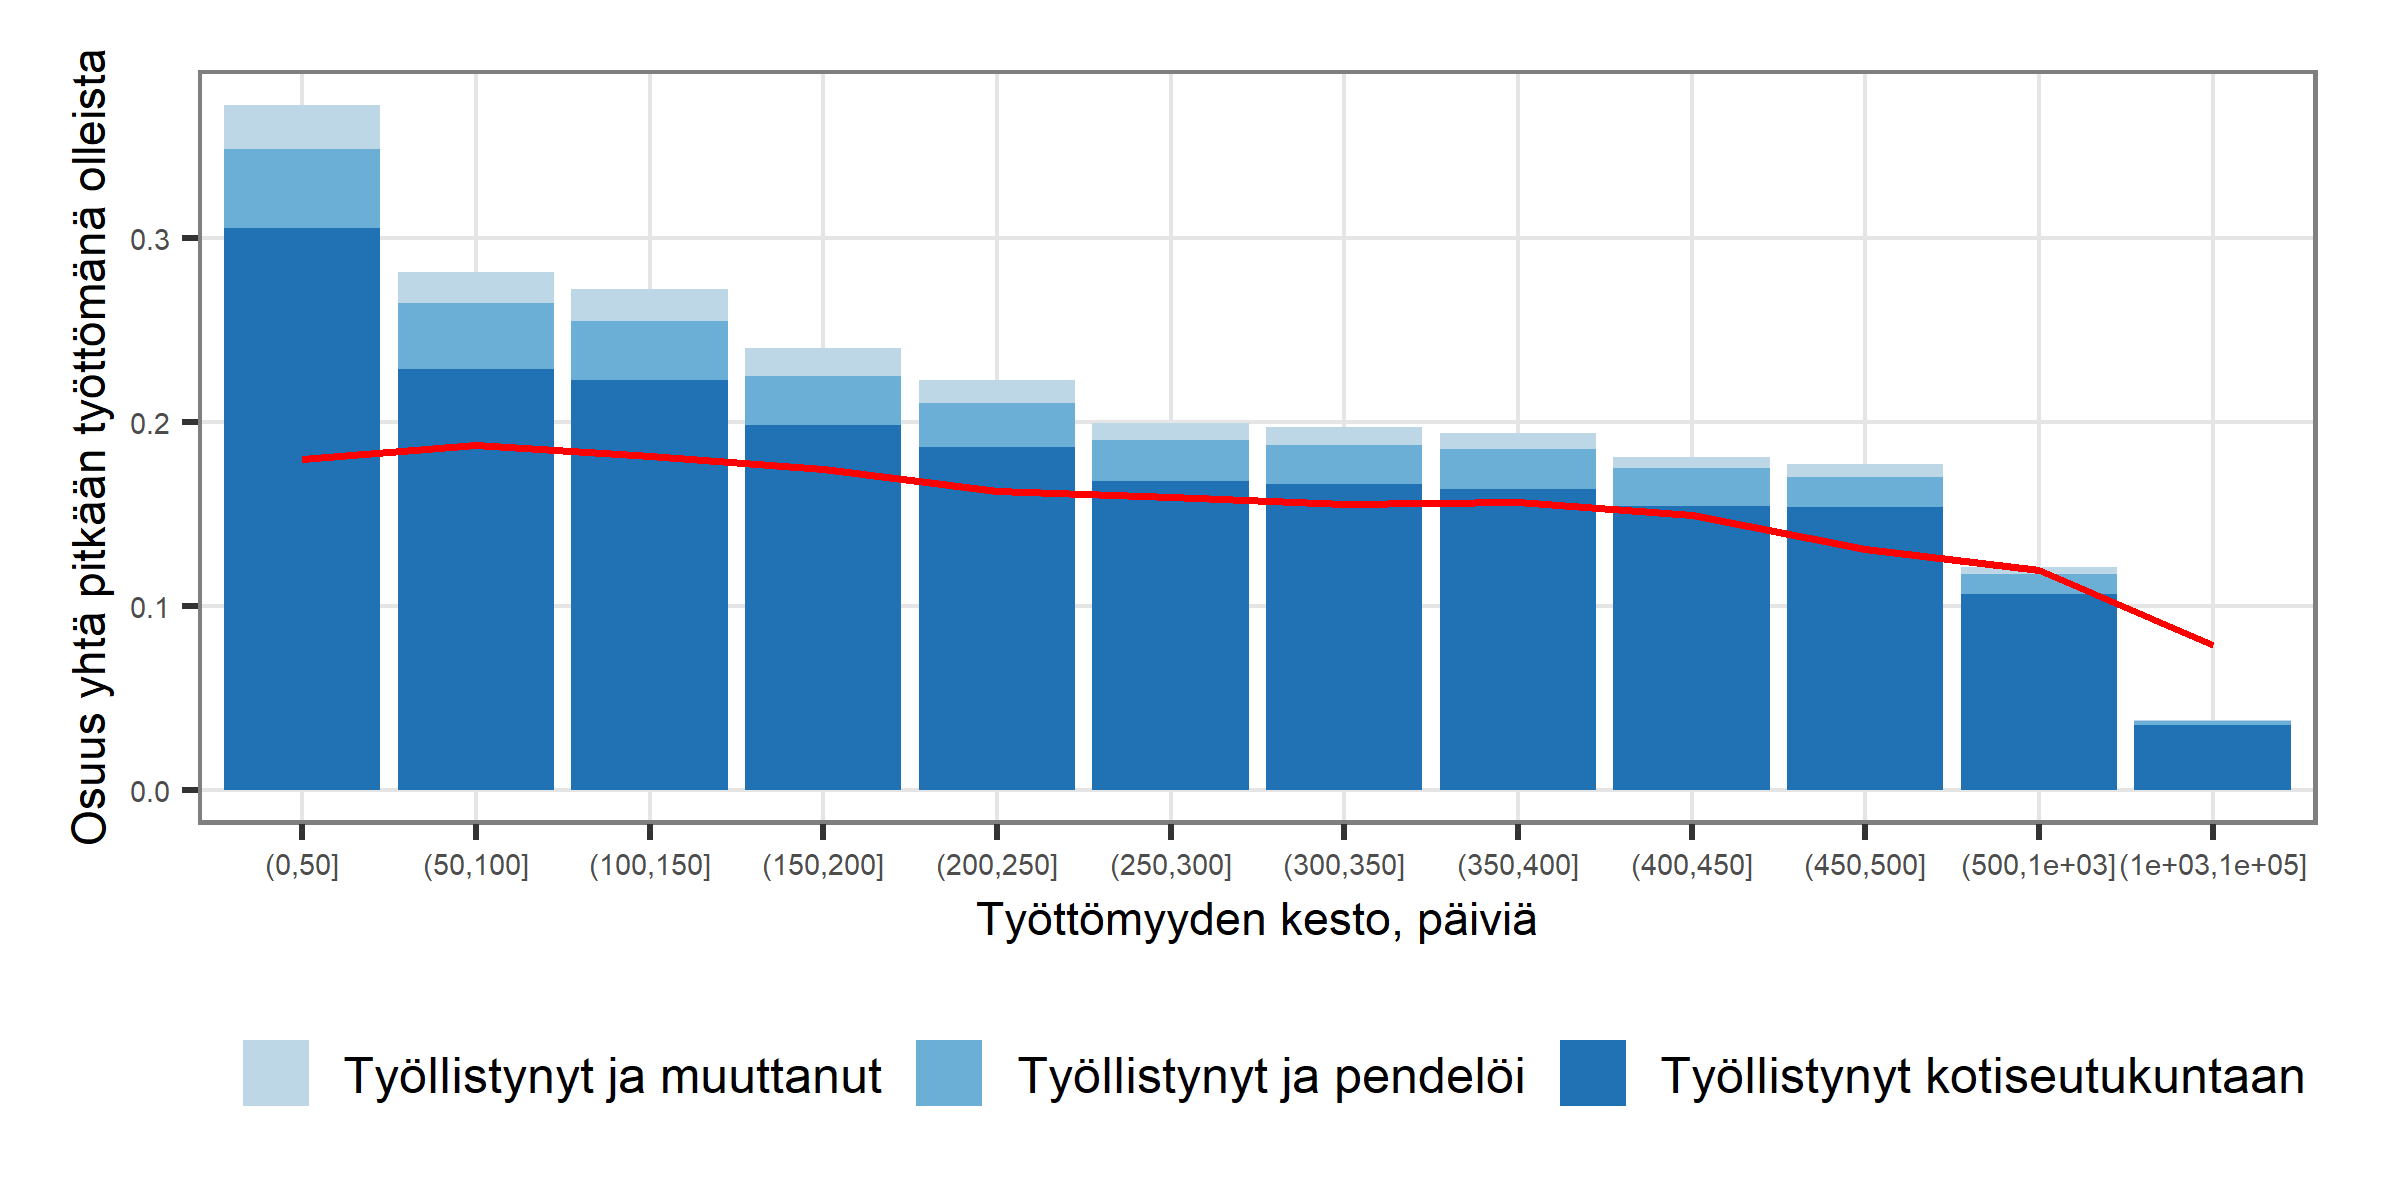 Osuus yhtä pitkään työttömänä olleista
0.3
0.2
0.1
0.0
(0,50] (50,100] (100,150] (150,200] (200,250] (250,300] (300,350] (350,400] (400,450] (450,500] (500,1e+03] (1e+03,1e+05]
Työttömyyden kesto, päiviä
Työllistynyt ja muuttanut Työllistynyt ja pendelöi Työllistynyt kotiseutukuntaan